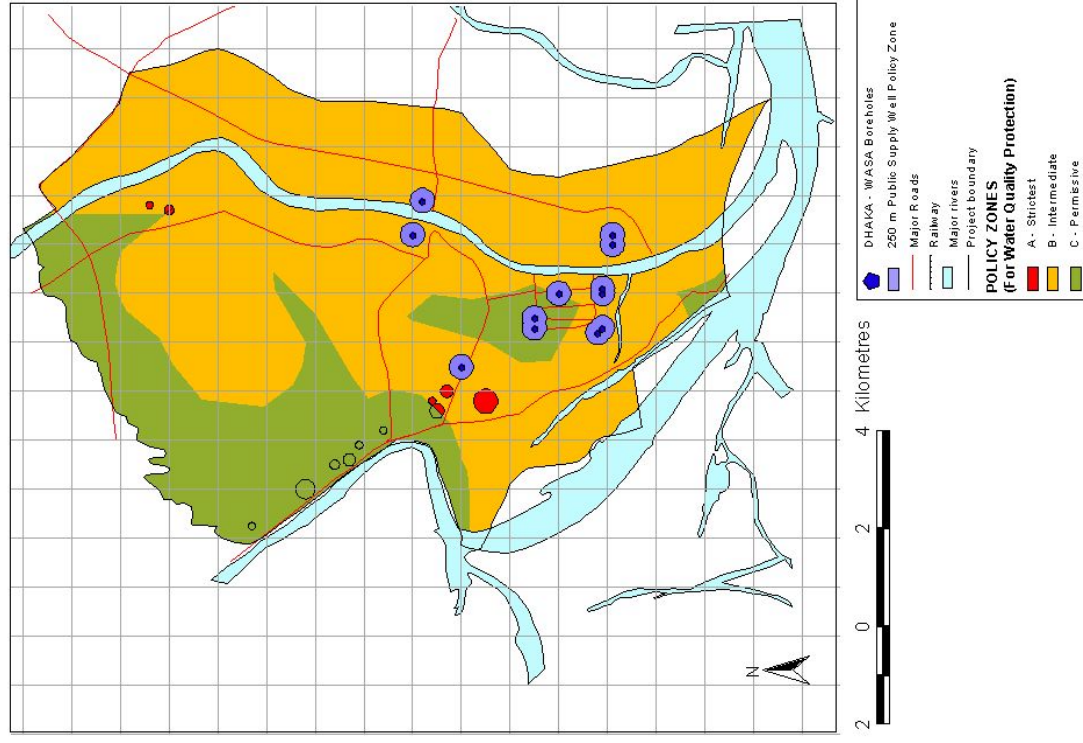 DHAKA - WASA Boreholes
250 m Public Supply Well Policy Zone
Major Roads
Railway
Major rivers
Project boundary
POLICY ZONES
(For Water Quality Protection)
A - Strictest
B - Intermediate
C - Permissive
2 0 2 4 Kilometres
N